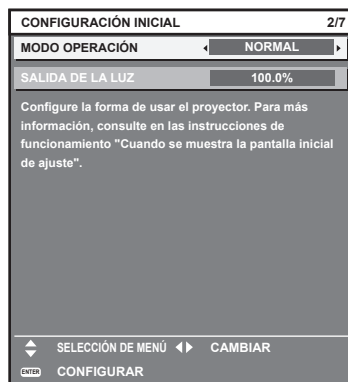 CONFIGURACIÓN INICIAL 2/7
MODO OPERACIÓN NORMAL
SALIDA DE LA LUZ 100.0%
Configure la forma de usar el proyector. Para más
información, consulte en las instrucciones de
funcionamiento "Cuando se muestra la pantalla inicial
de ajuste".
SELECCIÓN DE MENÚ CAMBIAR
ENTER CONFIGURAR